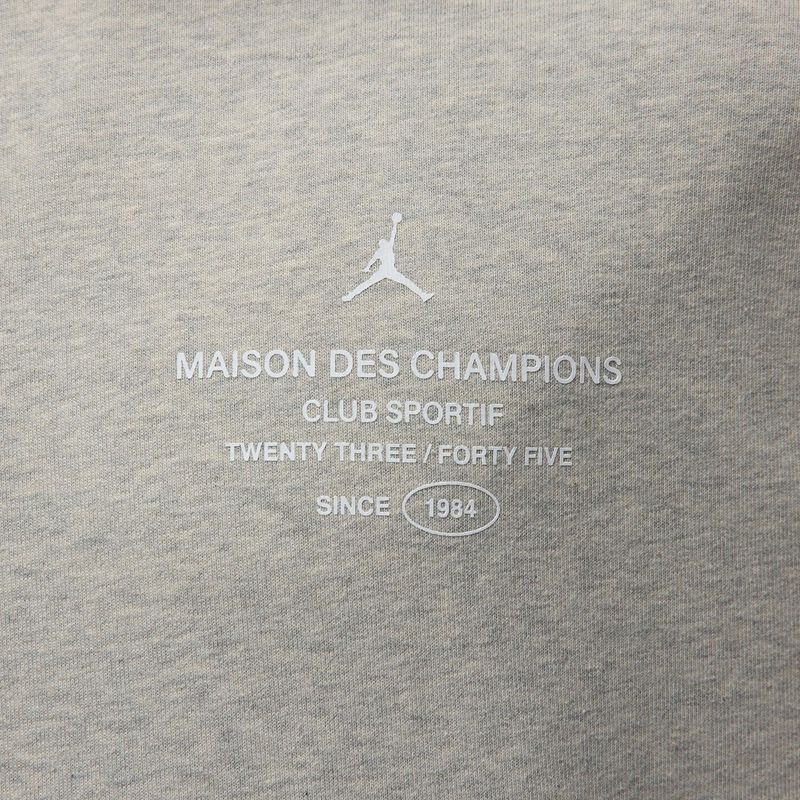 MAISON DES CHAMPIONS
CLUB SPORTIF
TWENTY THREE / FORTY FIVE
SINCE 1984